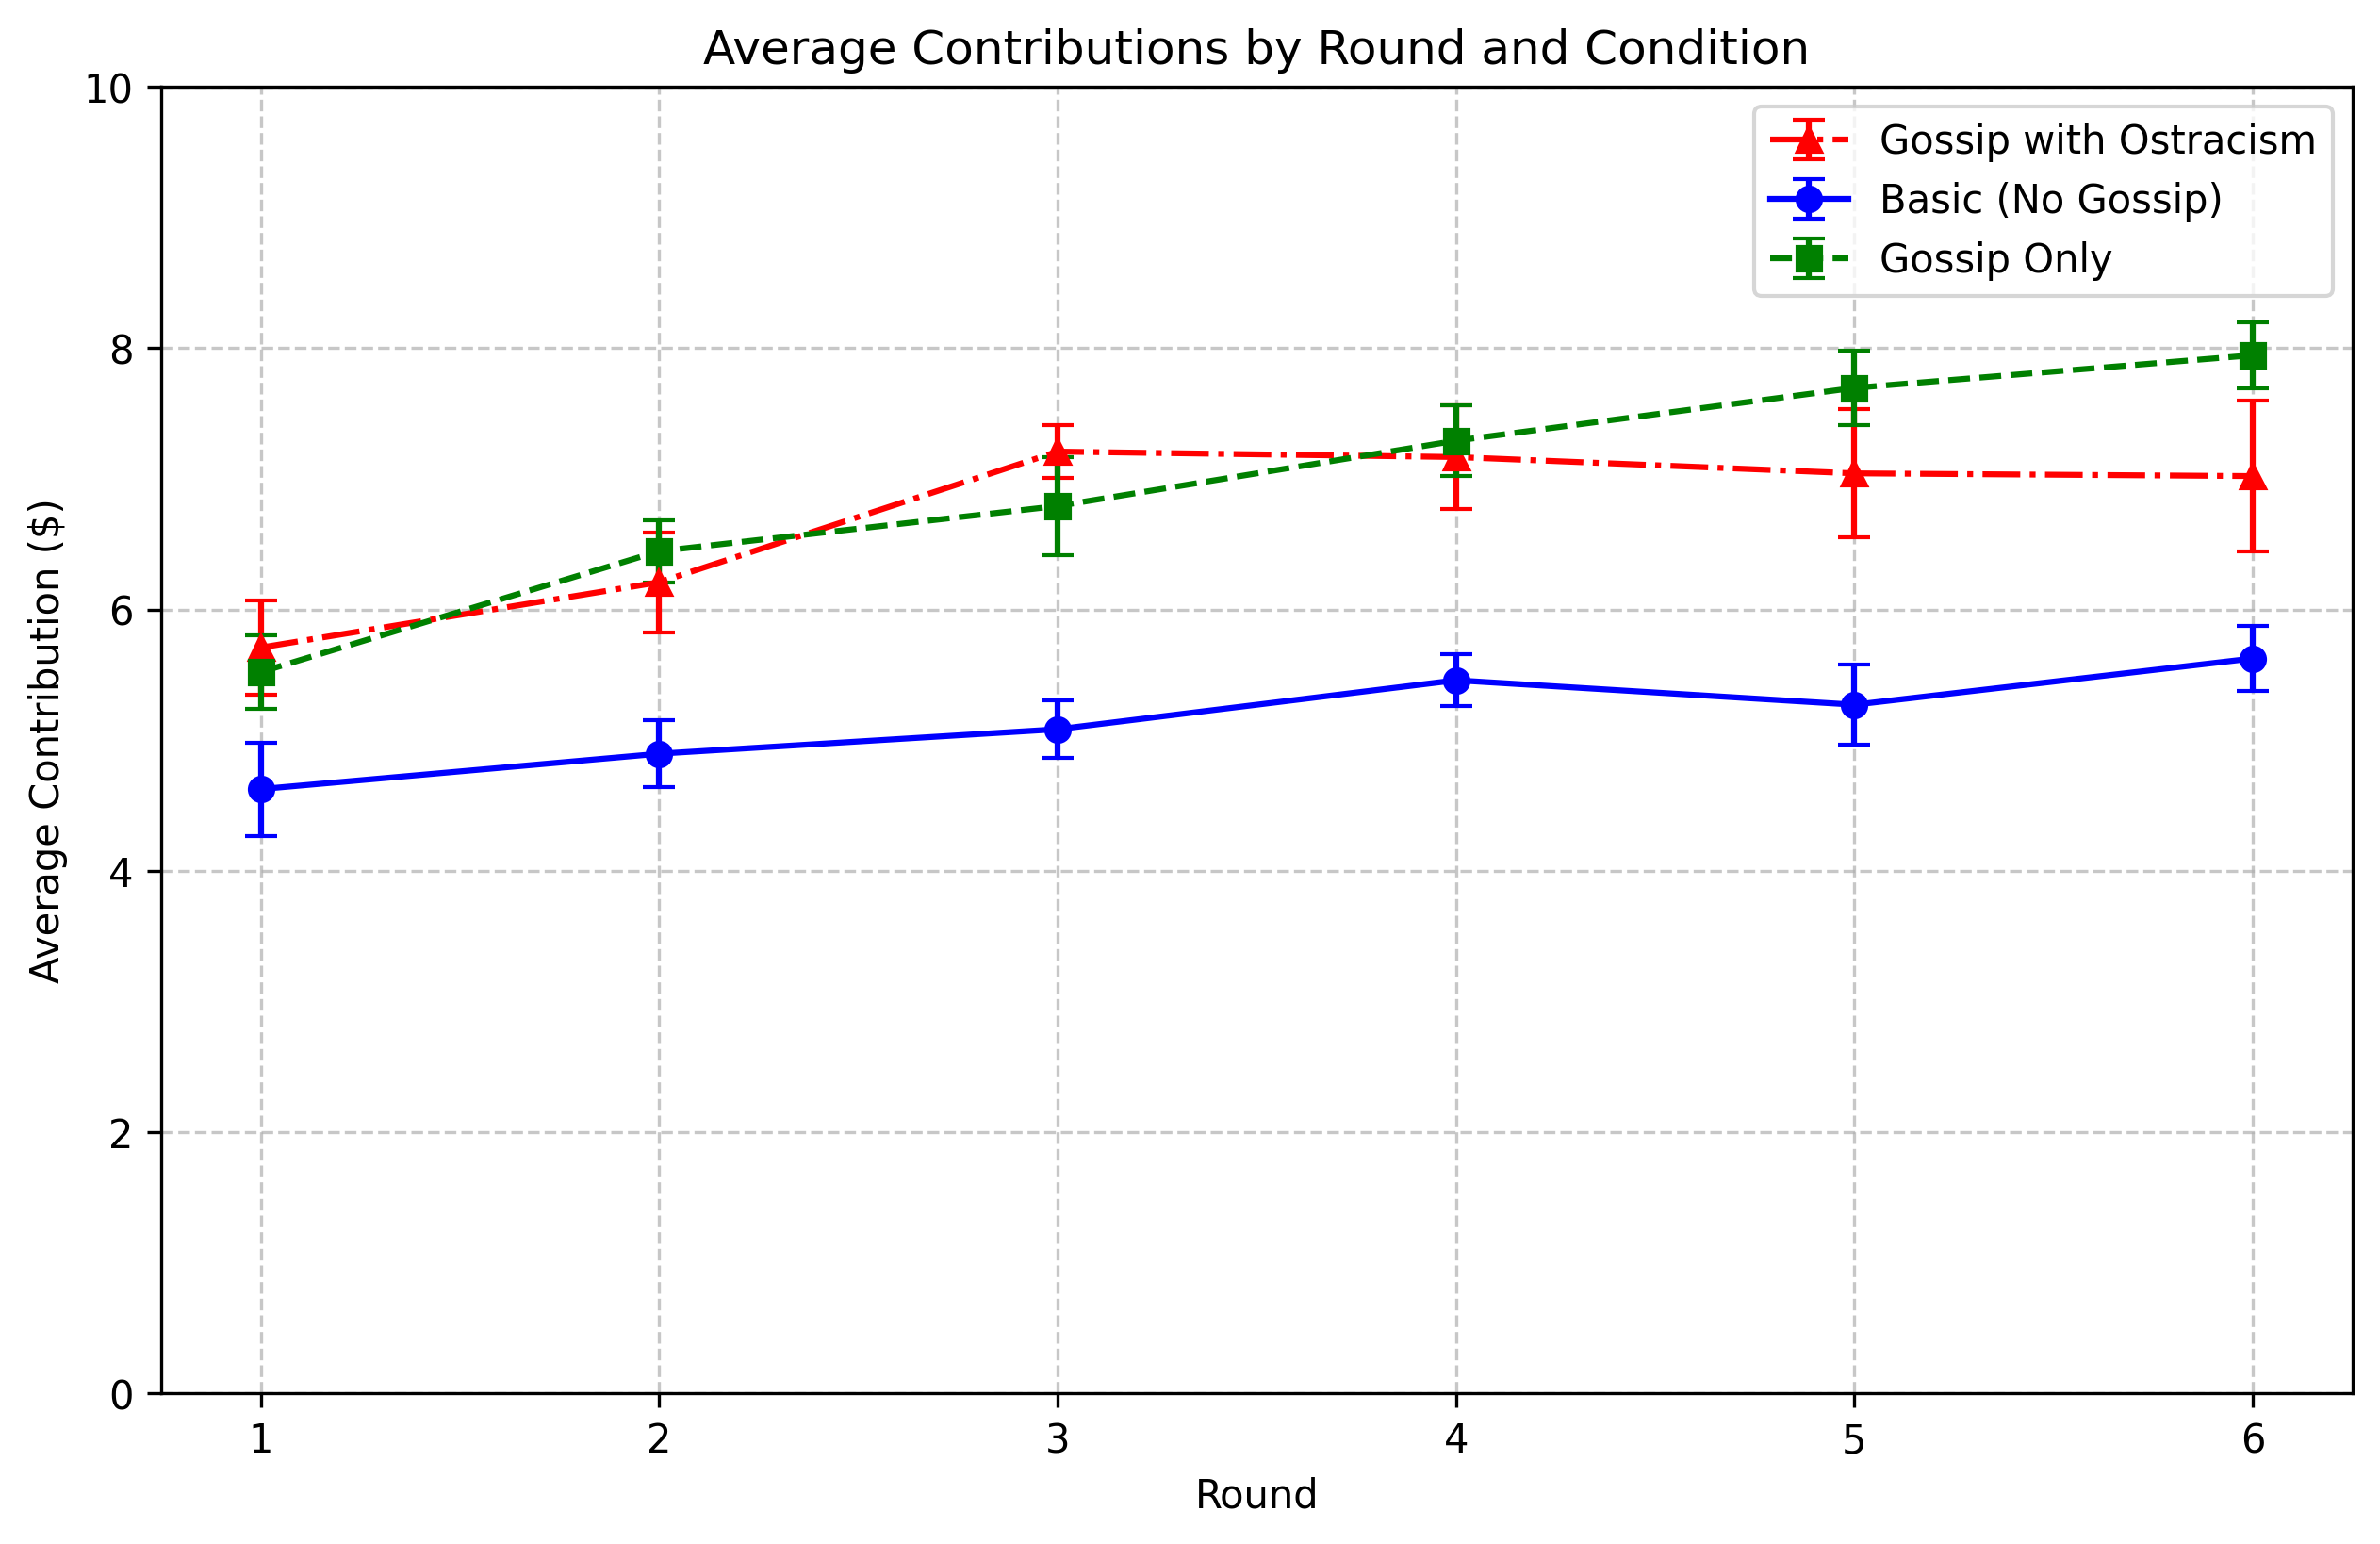 Average Contributions by Round and Condition
Gossip with Ostracism
Basic (No Gossip)
Gossip Only
Average Contribution ($)
10
8
6
4
2
0
1 2 3 4 5 6
Round